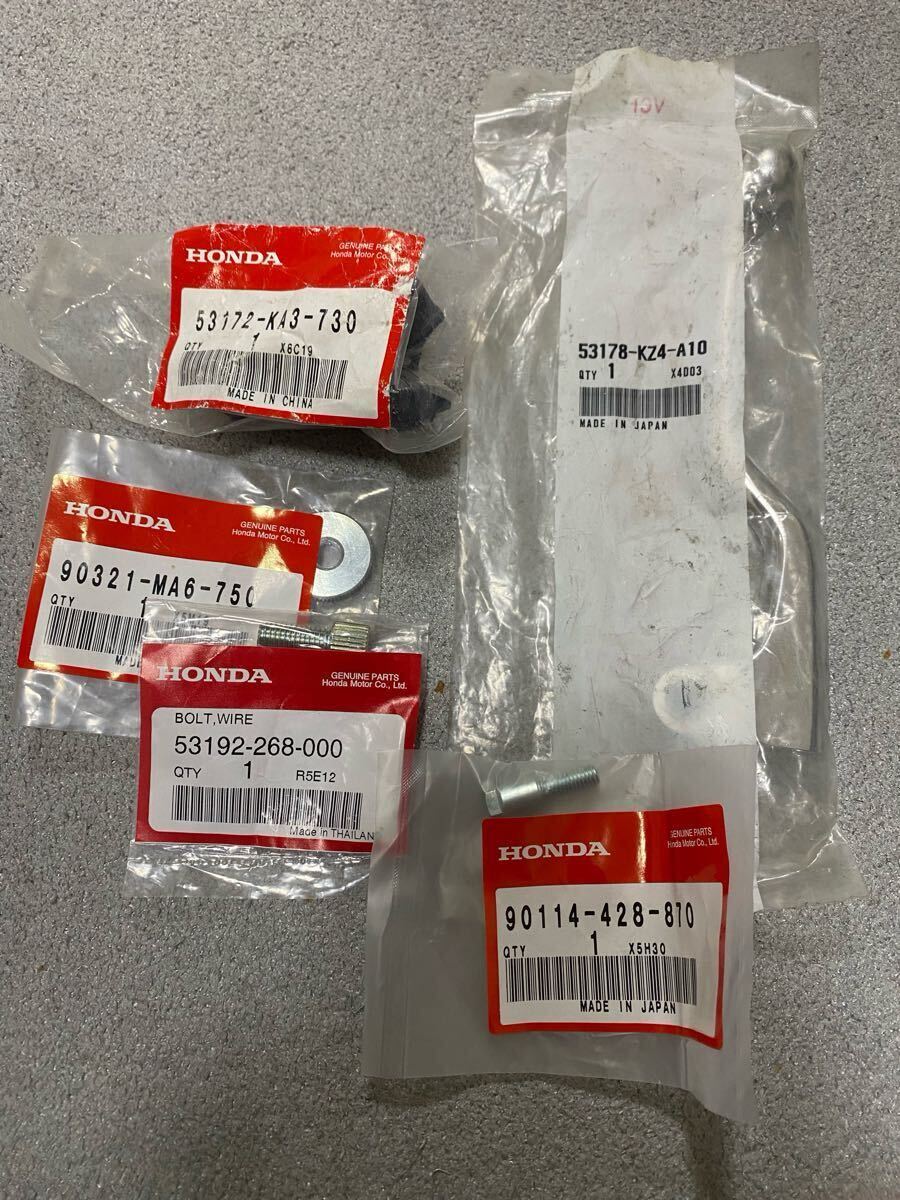 13V
HONDA
GENUINE PARTS
Honda Motor Co.
53172-KA3-730
QTY 1 X6C19
MADE IN CHINA
53178-KZ4-A10
QTY 1 X4D03
MADE IN JAPAN
HONDA
GENUINE PARTS
Honda Motor Co., Ltd.
90321-MA6-750
QTY 1
HONDA
GENUINE PARTS
Honda Motor Co., Ltd.
BOLT,WIRE
53192-268-000
QTY 1 R5E12
Made in THAILAN
HONDA
GENUINE PARTS
Honda Motor Co., Ltd.
90114-428-870
QTY 1 X5H30
MADE IN JAPAN